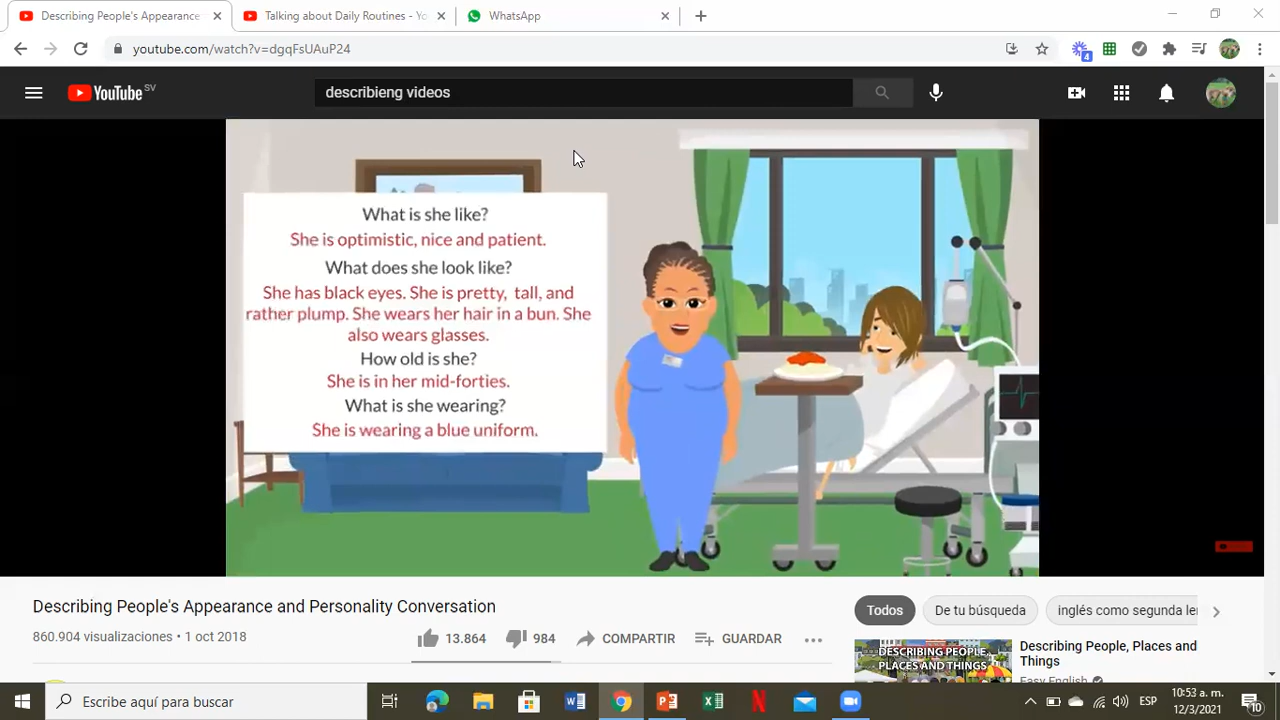 Describing People's Appearance
Talking about Daily Routines - Yo
WhatsApp
youtube.com/watch?v=dgqFsUAuP24
4
YouTube SV
describieng videos
What is she like?
She is optimistic, nice and patient.
What does she look like?
She has black eyes. She is pretty, tall, and
rather plump. She wears her hair in a bun. She
also wears glasses.
How old is she?
She is in her mid-forties.
What is she wearing?
She is wearing a blue uniform.
Describing People's Appearance and Personality Conversation
860.904 visualizaciones • 1 oct 2018
13.864
984
COMPARTIR
GUARDAR
Todos
De tu búsqueda
inglés como segunda le
DESCRIBING PEOPLE,
PLACES AND THINGS
Describing People, Places and
Things
Easy English
Escribe aquí para buscar
ESP
10:53 a. m.
12/3/2021
10